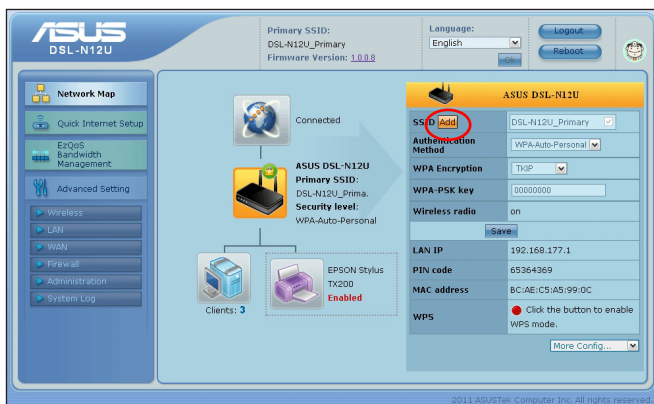 ASUS
DSL-N12U
Primary SSID:
DSL-N12U_Primary
Firmware Version: 1.0.0.8
Language:
English
Ok
Logout
Reboot
Network Map
Quick Internet Setup
EzQoS
Bandwidth
Management
Advanced Setting
Wireless
LAN
WAN
Firewall
Administration
System Log
Connected
ASUS DSL-N12U
Primary SSID:
DSL-N12U_Prima.
Security level:
WPA-Auto-Personal
Clients: 3
EPSON Stylus
TX200
Enabled
ASUS DSL-N12U
SSID Add DSL-N12U_Primary
Authentication
Method WPA-Auto-Personal
WPA Encryption TKIP
WPA-PSK key 00000000
Wireless radio on
Save
LAN IP 192.168.177.1
PIN code 65364369
MAC address BC:AE:C5:A5:99:0C
WPS Click the button to enable
WPS mode.
More Config...
2011 ASUSTek Computer Inc. All rights reserved.